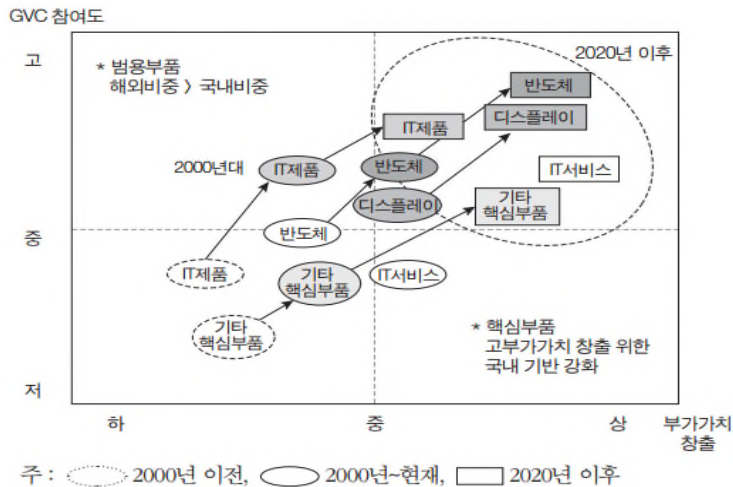 GVC 참여도
고
중
저
* 범용부품
해외비중 〉 국내비중
2020년 이후
반도체
디스플레이
IT제품
2000년대
IT제품
반도체
IT서비스
디스플레이
기타
핵심부품
반도체
IT제품
기타
핵심부품
IT서비스
기타
핵심부품
* 핵심부품
고부가가치 창출 위한
국내 기반 강화
하
중
상
부가가치
창출
주 : 2000년 이전, 2000년~현재, 2020년 이후